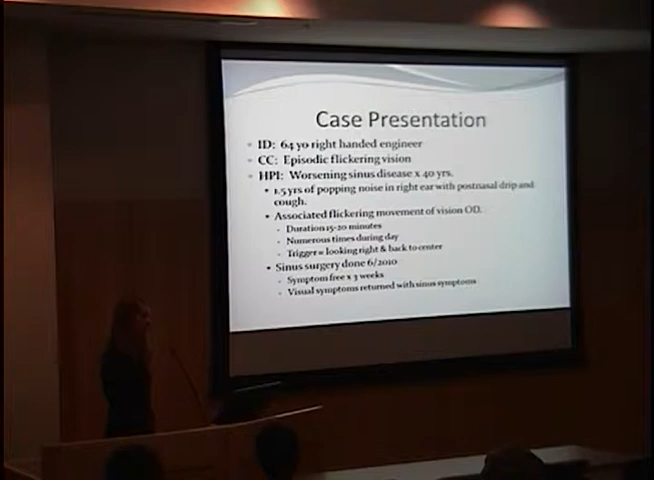 Case Presentation
ID: 64 yo right handed engineer
CC: Episodic flickering vision
HPI: Worsening sinus disease x 40 yrs.
1.5 yrs of popping noise in right ear with postnasal drip and
cough.
Associated flickering movement of vision OD.
Duration 15-20 minutes
Numerous times during day
Trigger = looking right & back to center
Sinus surgery done 6/2010
Symptom free x 3 weeks
Visual symptoms returned with sinus symptoms